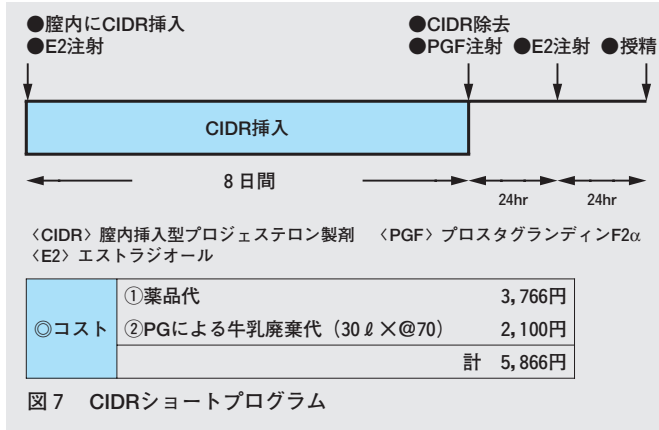 ●膣内にCIDR挿入 ●CIDR除去
●E2注射 ●PGF注射 ●E2注射 ●授精
CIDR挿入
8日間 24hr 24hr
〈CIDR〉膣内挿入型プロジェステロン製剤 〈PGF〉プロスタグランディンF2α
〈E2〉エストラジオール
◎コスト
①薬品代 3,766円
②PGによる牛乳廃棄代（30ℓ×@70） 2,100円
計 5,866円
図7 CIDRショートプログラム